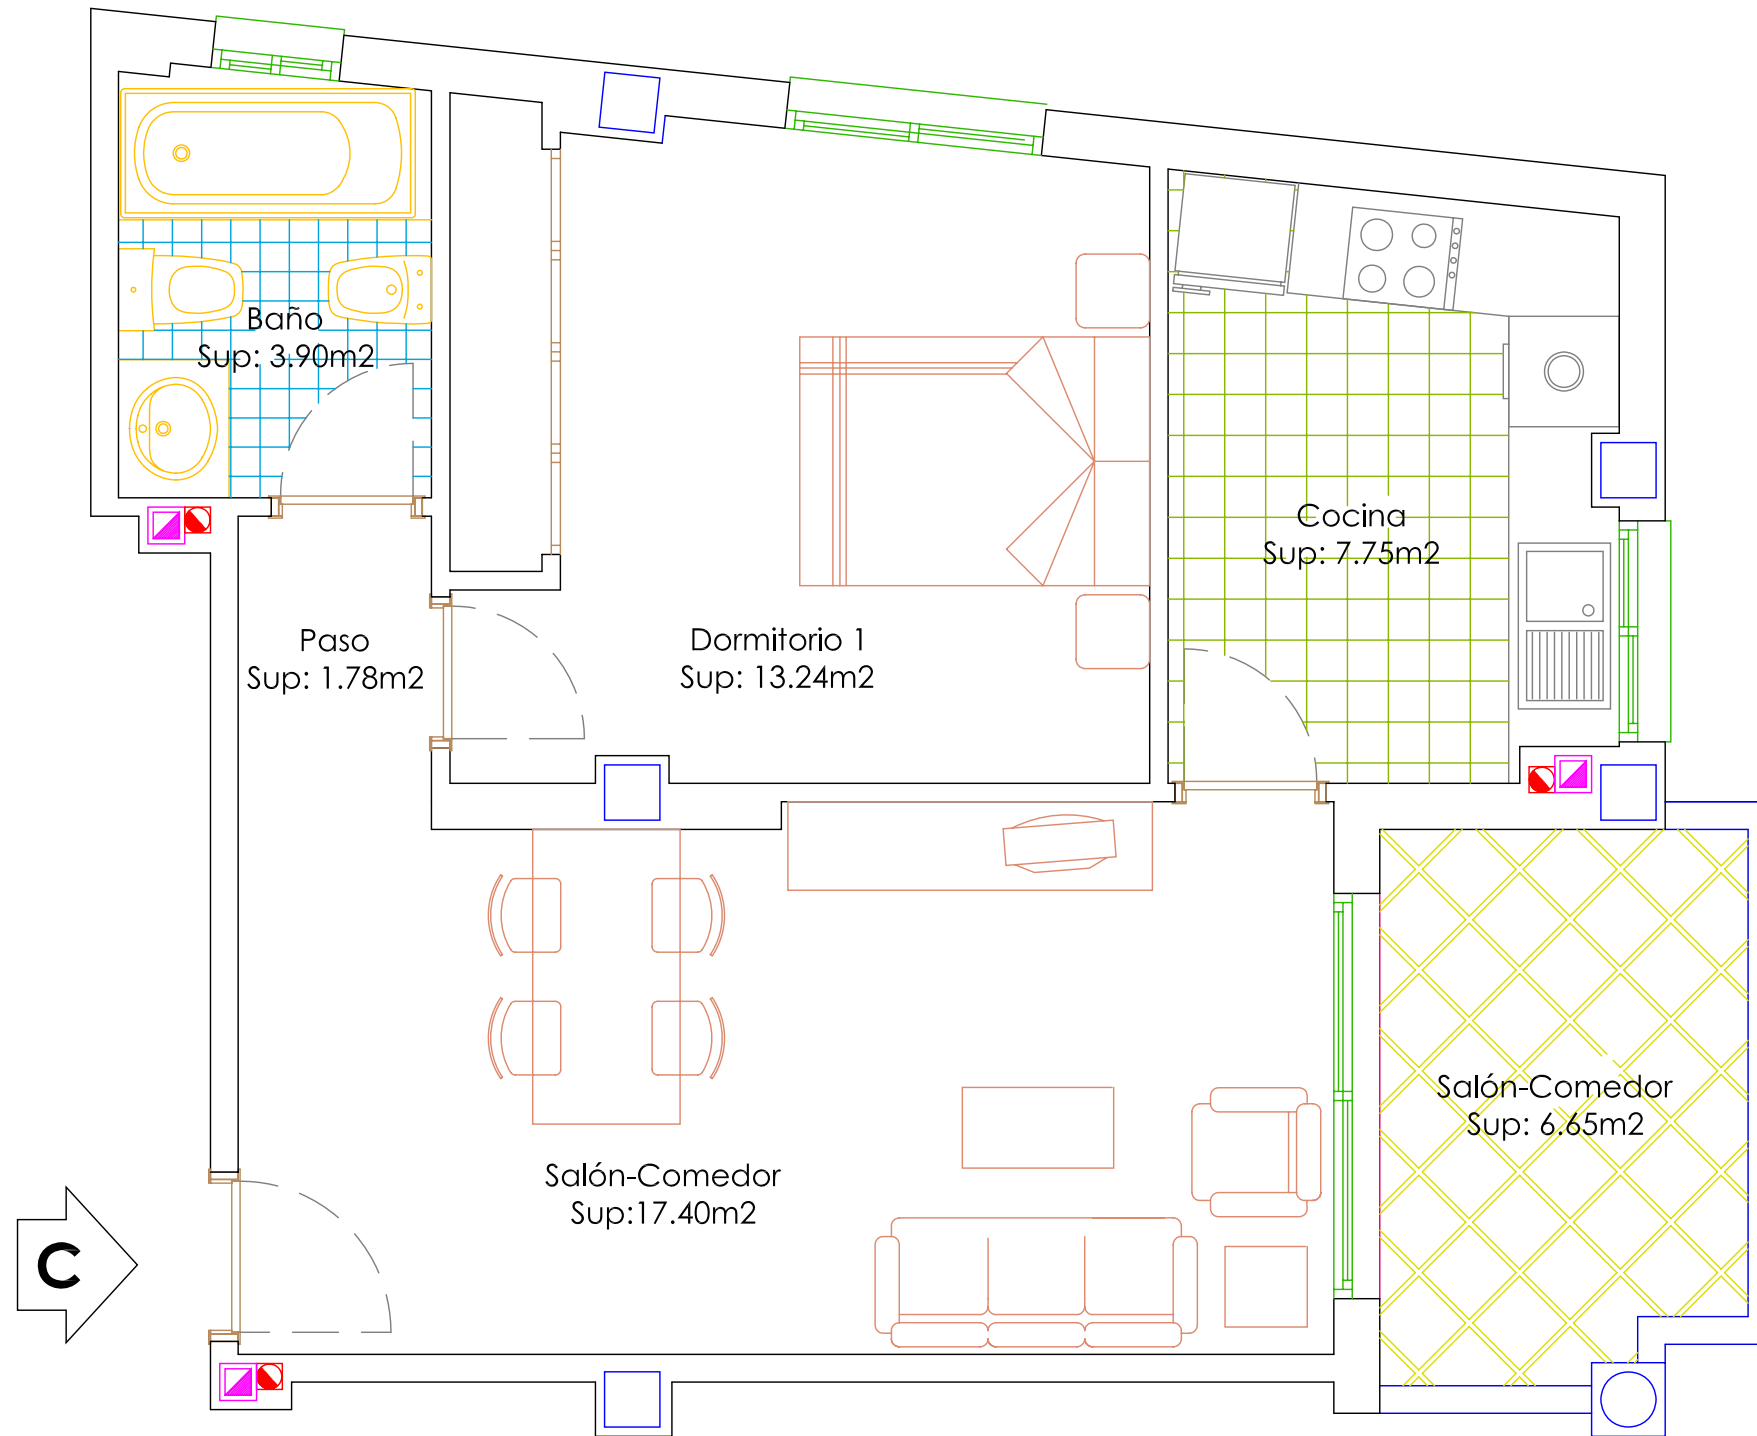 Baño
Sup: 3.90m2
Cocina
Sup: 7.75m2
Paso
Sup: 1.78m2
Dormitorio 1
Sup: 13.24m2
Salón-Comedor
Sup: 6.65m2
Salón-Comedor
Sup:17.40m2
C